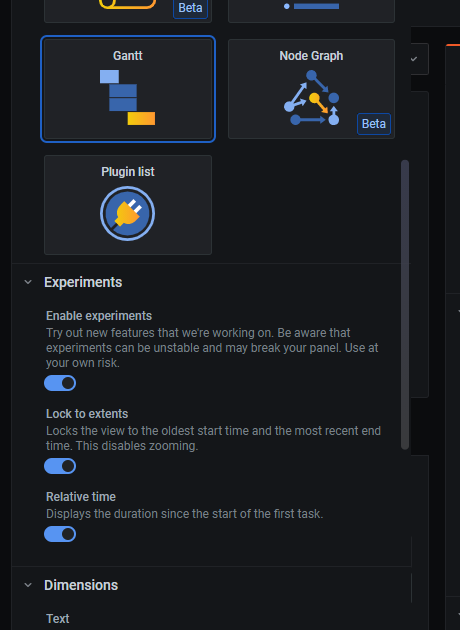 Beta
Gantt
Node Graph
Beta
Plugin list
Experiments
Enable experiments
Try out new features that we're working on. Be aware that
experiments can be unstable and may break your panel. Use at
your own risk.
Lock to extents
Locks the view to the oldest start time and the most recent end
time. This disables zooming.
Relative time
Displays the duration since the start of the first task.
Dimensions
Text